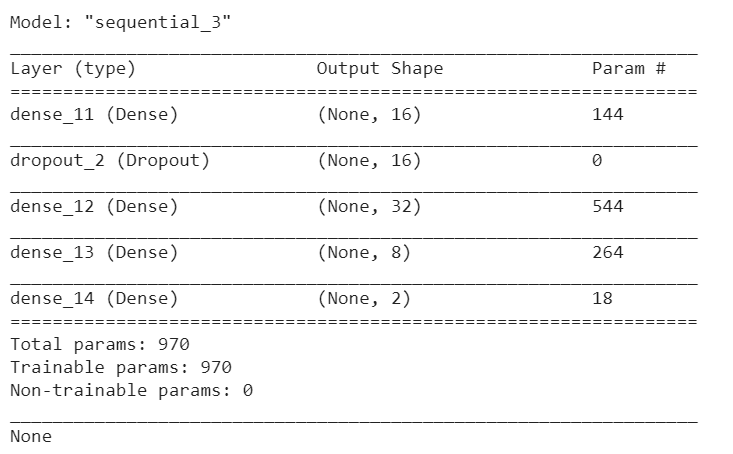 Model: "sequential_3"
_________________________________________________________________
Layer (type)                 Output Shape              Param #
=================================================================
dense_11 (Dense)             (None, 16)                144
_________________________________________________________________
dropout_2 (Dropout)          (None, 16)                0
_________________________________________________________________
dense_12 (Dense)             (None, 32)                544
_________________________________________________________________
dense_13 (Dense)             (None, 8)                 264
_________________________________________________________________
dense_14 (Dense)             (None, 2)                 18
=================================================================
Total params: 970
Trainable params: 970
Non-trainable params: 0
_________________________________________________________________
None